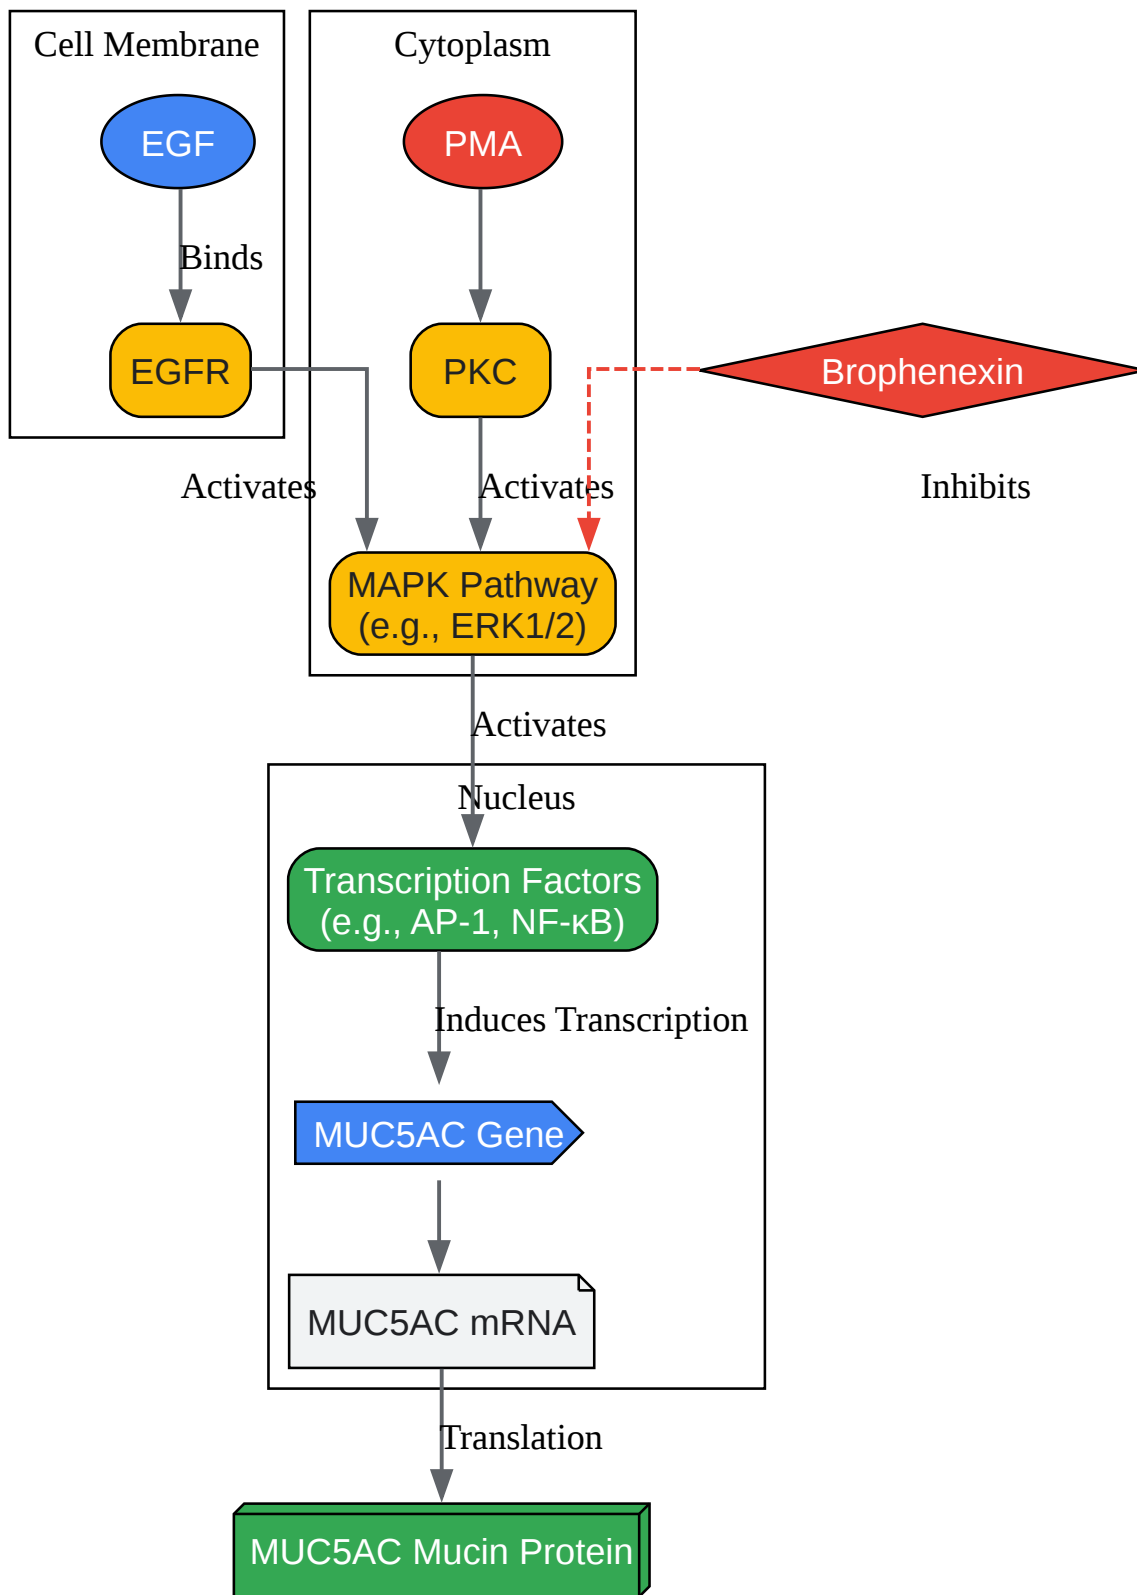 Cell Membrane
Cytoplasm
EGF
PMA
Binds
EGFR
PKC
Brophenexin
Activates
Activates
Inhibits
MAPK Pathway
(e.g., ERK1/2)
Activates
Nucleus
Transcription Factors
(e.g., AP-1, NF-κB)
Induces Transcription
MUC5AC Gene
MUC5AC mRNA
Translation
MUC5AC Mucin Protein